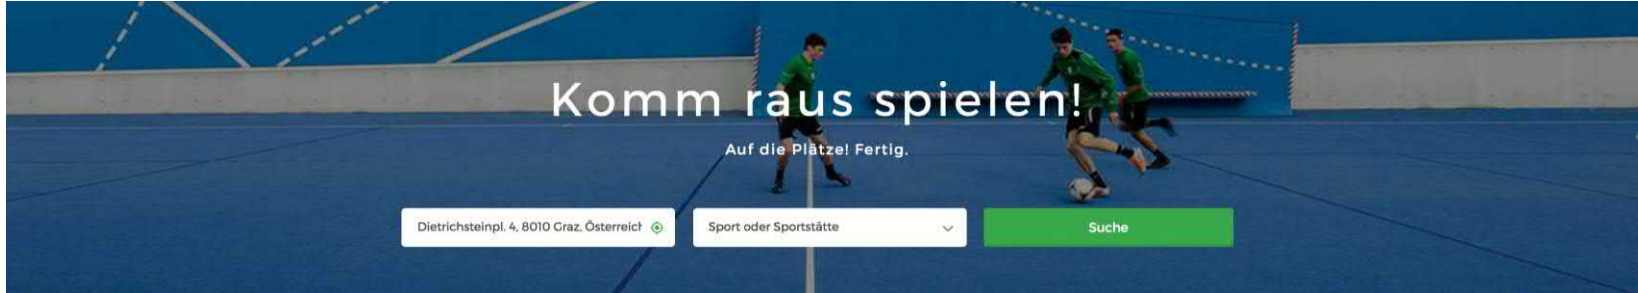 Komm raus spielen!
Auf die Plätze! Fertig.
Dietrichsteinpl. 4, 8010 Graz, Österreich
Sport oder Sportstätte
Suche